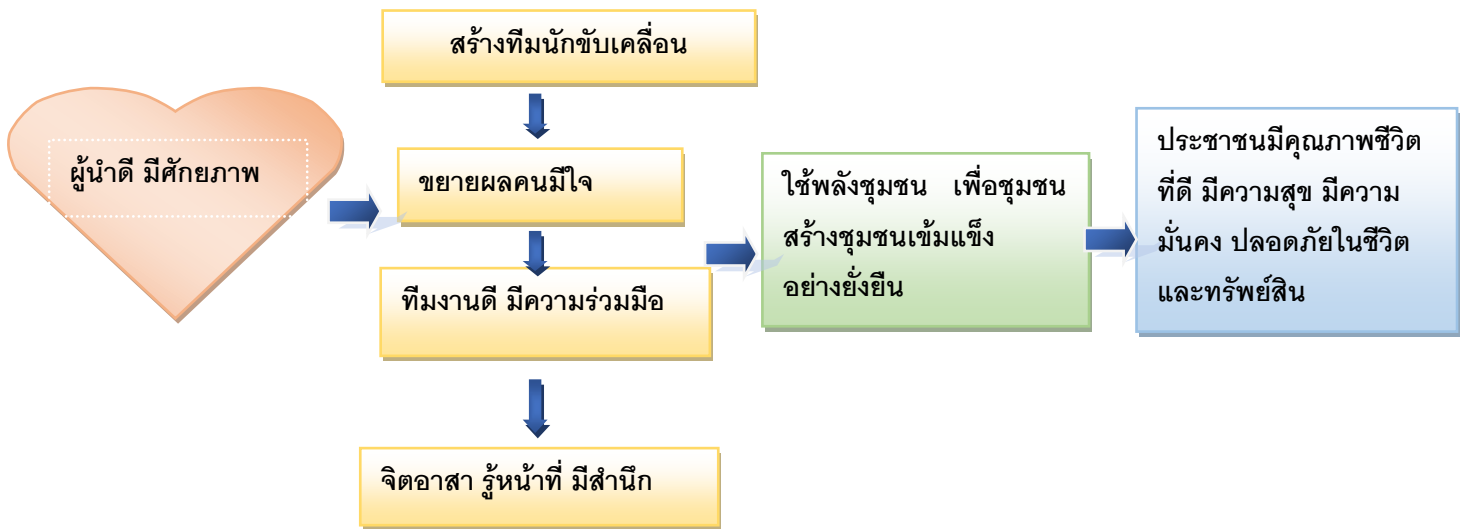 ผู้นำดี มีศักยภาพ
สร้างทีมนักขับเคลื่อน
ขยายผลคนมีใจ
ทีมงานดี มีความร่วมมือ
จิตอาสา รู้หน้าที่ มีสำนึก
ใช้พลังชุมชน เพื่อชุมชน
สร้างชุมชนเข้มแข็ง
อย่างยั่งยืน
ประชาชนมีคุณภาพชีวิต
ที่ดี มีความสุข มีความ
มั่นคง ปลอดภัยในชีวิต
และทรัพย์สิน